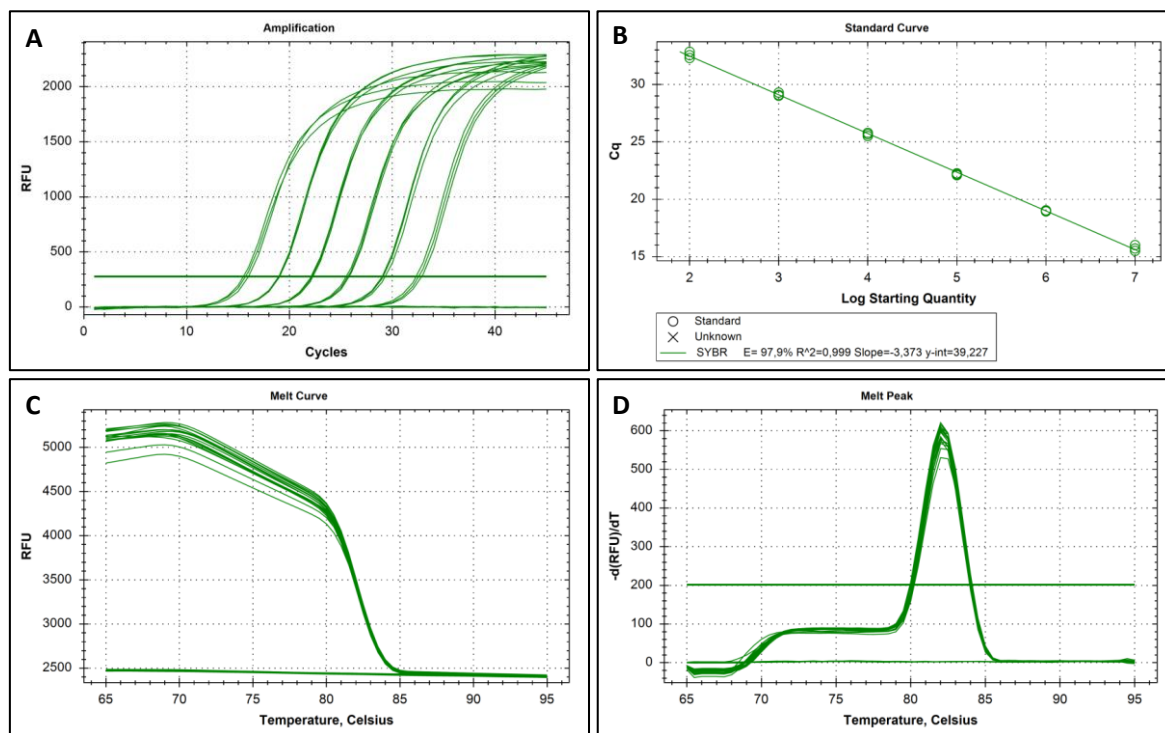 A
Amplification
RFU
2000
1500
1000
500
0
0 10 20 30 40
Cycles
B
Standard Curve
Cq
30
25
20
15
2 3 4 5 6 7
Log Starting Quantity
Standard
Unknown
SYBR E= 97,9% R^2=0,999 Slope=-3,373 y-int=39,227
C
Melt Curve
RFU
5000
4500
4000
3500
3000
2500
65 70 75 80 85 90 95
Temperature, Celsius
D
Melt Peak
-d(RFU)/dT
600
500
400
300
200
100
0
65 70 75 80 85 90 95
Temperature, Celsius